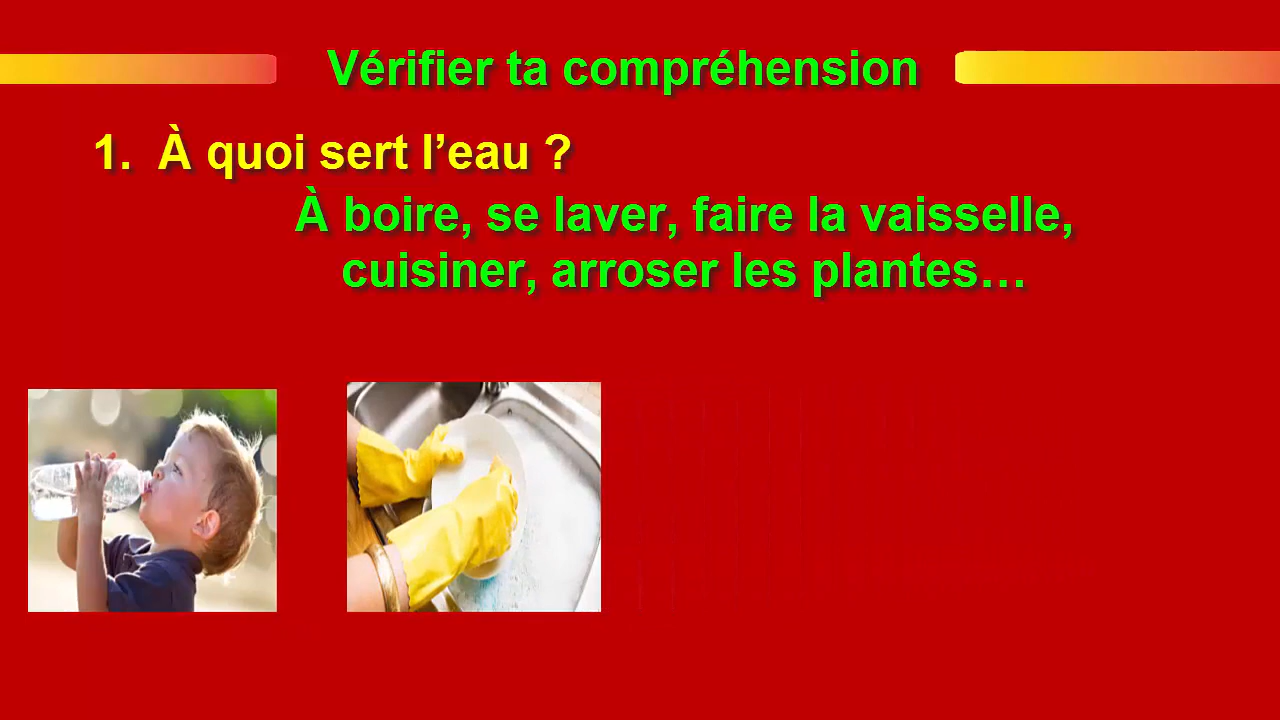 Vérifier ta compréhension
1. À quoi sert l’eau ?
À boire, se laver, faire la vaisselle,
cuisiner, arroser les plantes…